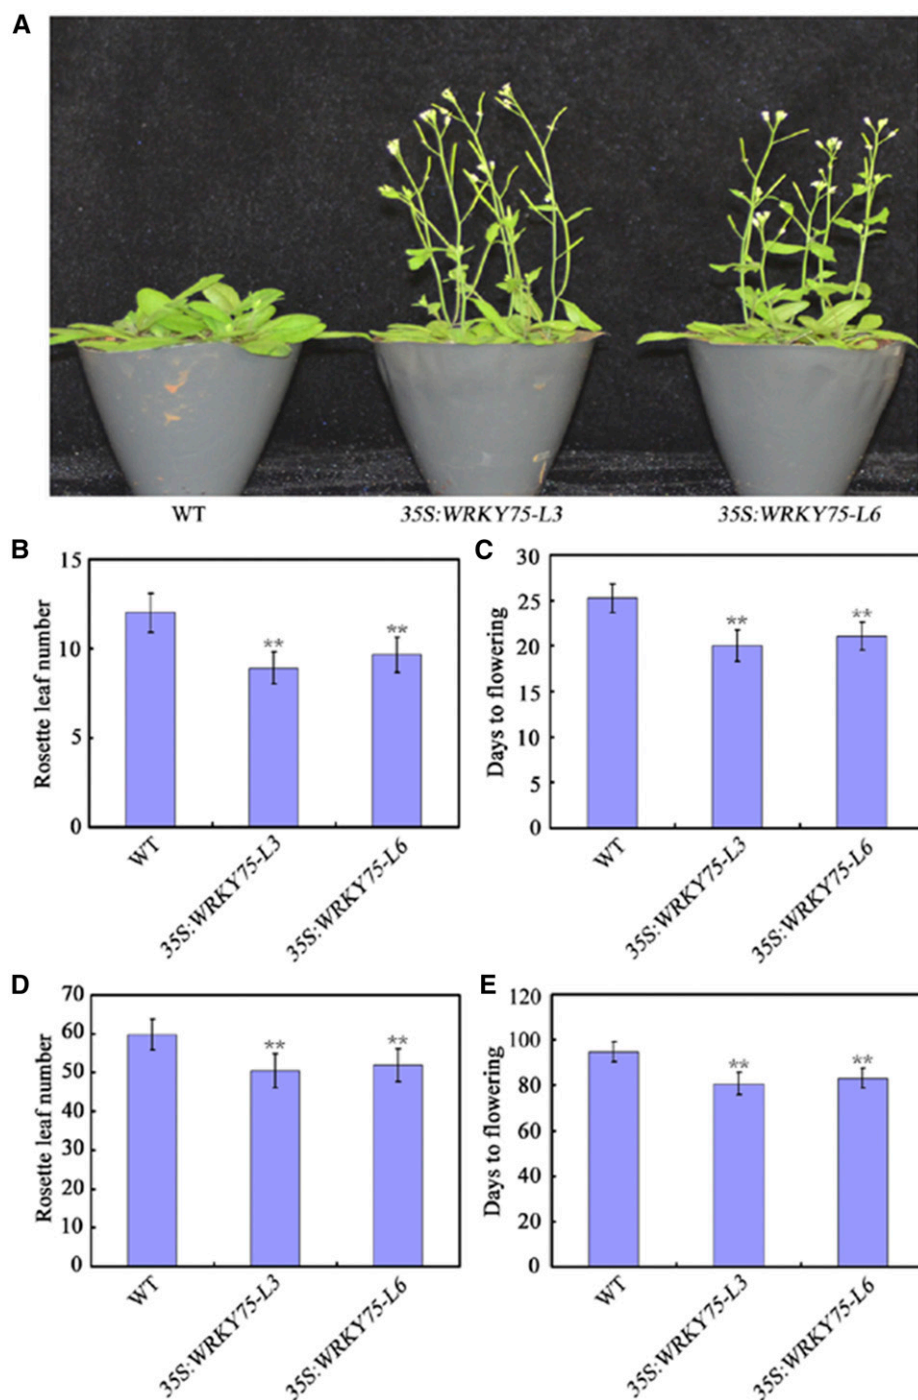 A
WT 35S:WRKY75-L3 35S:WRKY75-L6
B
Rosette leaf number
15
10
5
0
**
**
WT
35S:WRKY75-L3
35S:WRKY75-L6
C
Days to flowering
30
25
20
15
10
5
0
**
**
WT
35S:WRKY75-L3
35S:WRKY75-L6
D
Rosette leaf number
70
60
50
40
30
20
10
0
**
**
WT
35S:WRKY75-L3
35S:WRKY75-L6
E
Days to flowering
120
100
80
60
40
20
0
**
**
WT
35S:WRKY75-L3
35S:WRKY75-L6